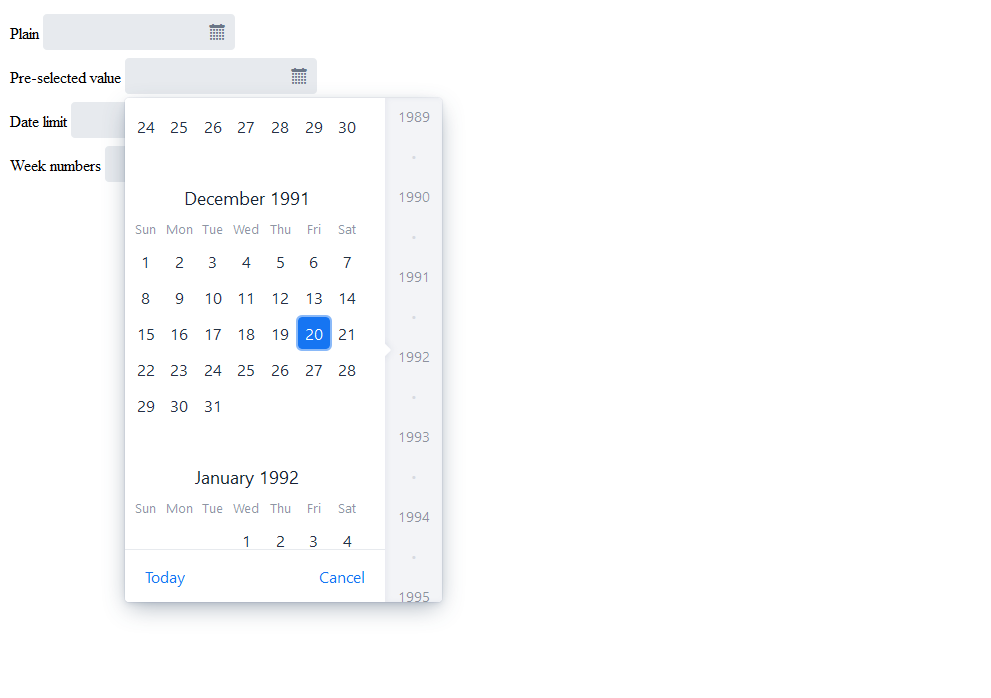 Plain
Pre-selected value
Date limit
Week numbers
24 25 26 27 28 29 30
December 1991
Sun Mon Tue Wed Thu Fri Sat
1 2 3 4 5 6 7
8 9 10 11 12 13 14
15 16 17 18 19 20 21
22 23 24 25 26 27 28
29 30 31
January 1992
Sun Mon Tue Wed Thu Fri Sat
1 2 3 4
Today Cancel
1989
1990
1991
1992
1993
1994
1995